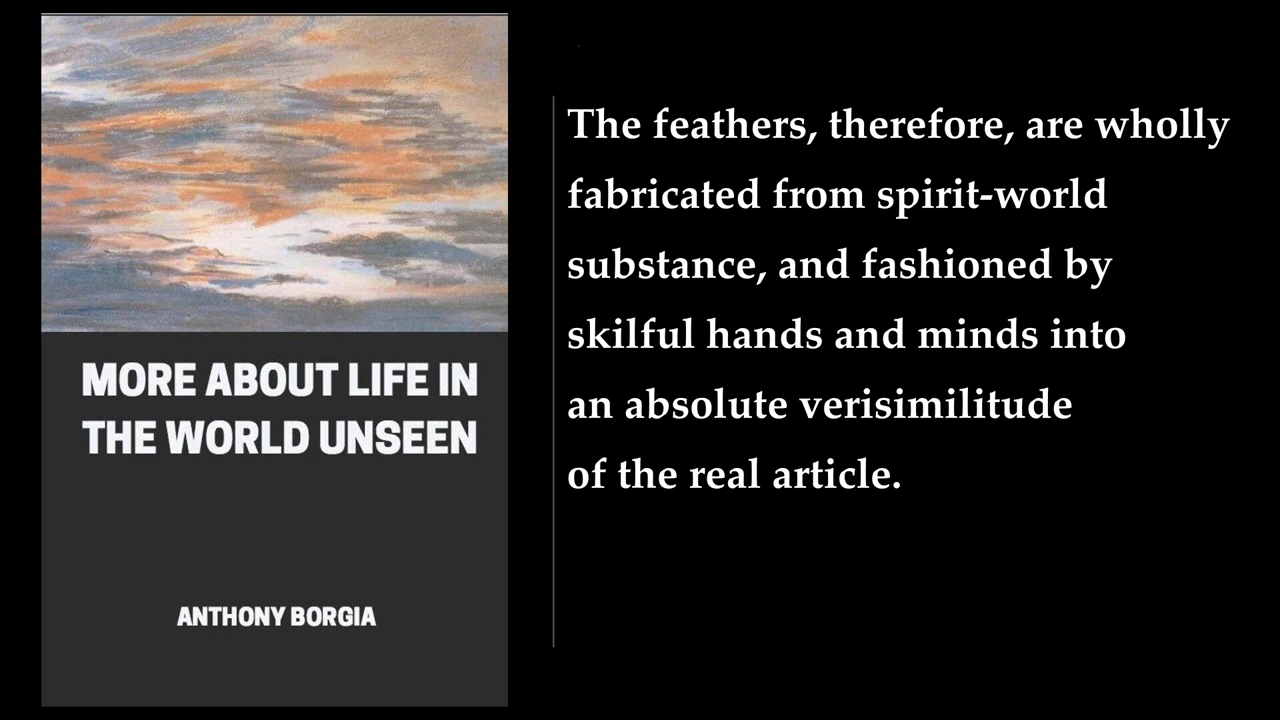 MORE ABOUT LIFE IN
THE WORLD UNSEEN
ANTHONY BORGIA
The feathers, therefore, are wholly
fabricated from spirit-world
substance, and fashioned by
skilful hands and minds into
an absolute verisimilitude
of the real article.